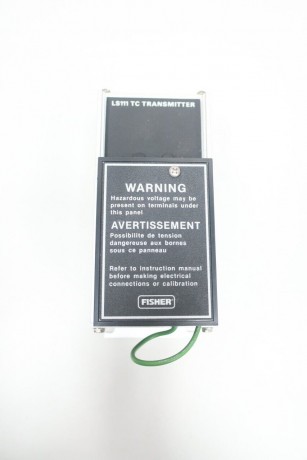 L8111 TC TRANSMITTER
WARNING
Hazardous voltage may be
present on terminals under
this panel
AVERTISSEMENT
Possibilite de tension
dangereuse aux bornes
sous ce panneau
Refer to instruction manual
before making electrical
connections or calibration
FISHER